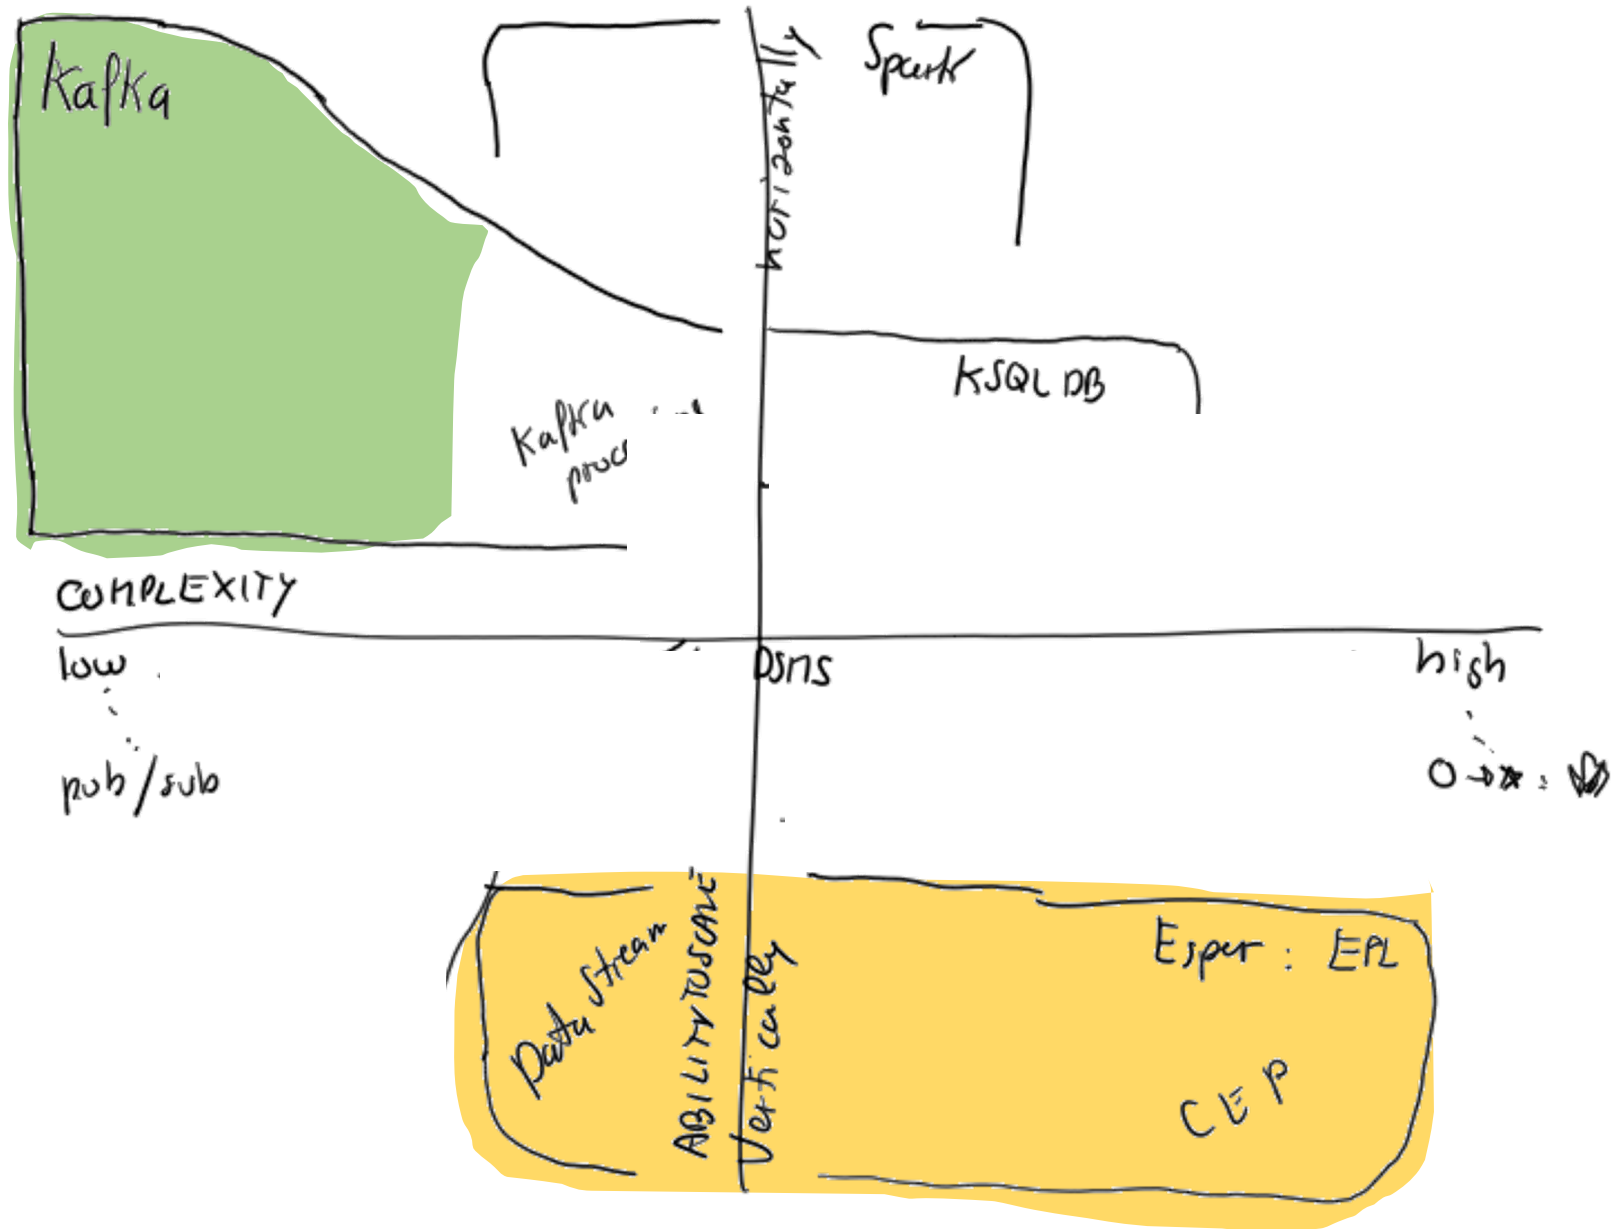 Kafka
horizontally
Spark
KSQL DB
Kafka
COMPLEXITY
low
DSMS
high
pub/sub
ABILITY TO SCALE
Vertically
Data stream
Esper : EPL
CEP